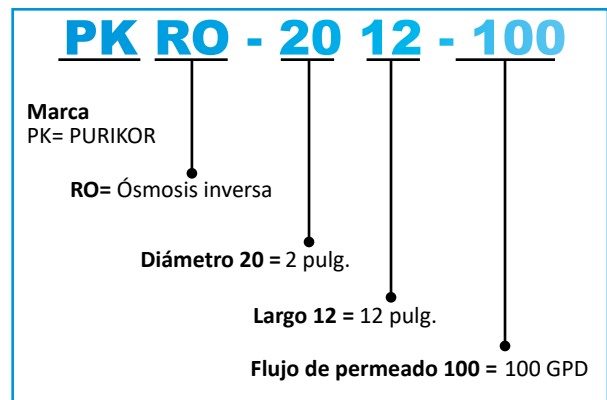 PK RO - 20 12 - 100
Marca
PK= PURIKOR
RO= Ósmosis inversa
Diámetro 20 = 2 pulg.
Largo 12 = 12 pulg.
Flujo de permeado 100 = 100 GPD